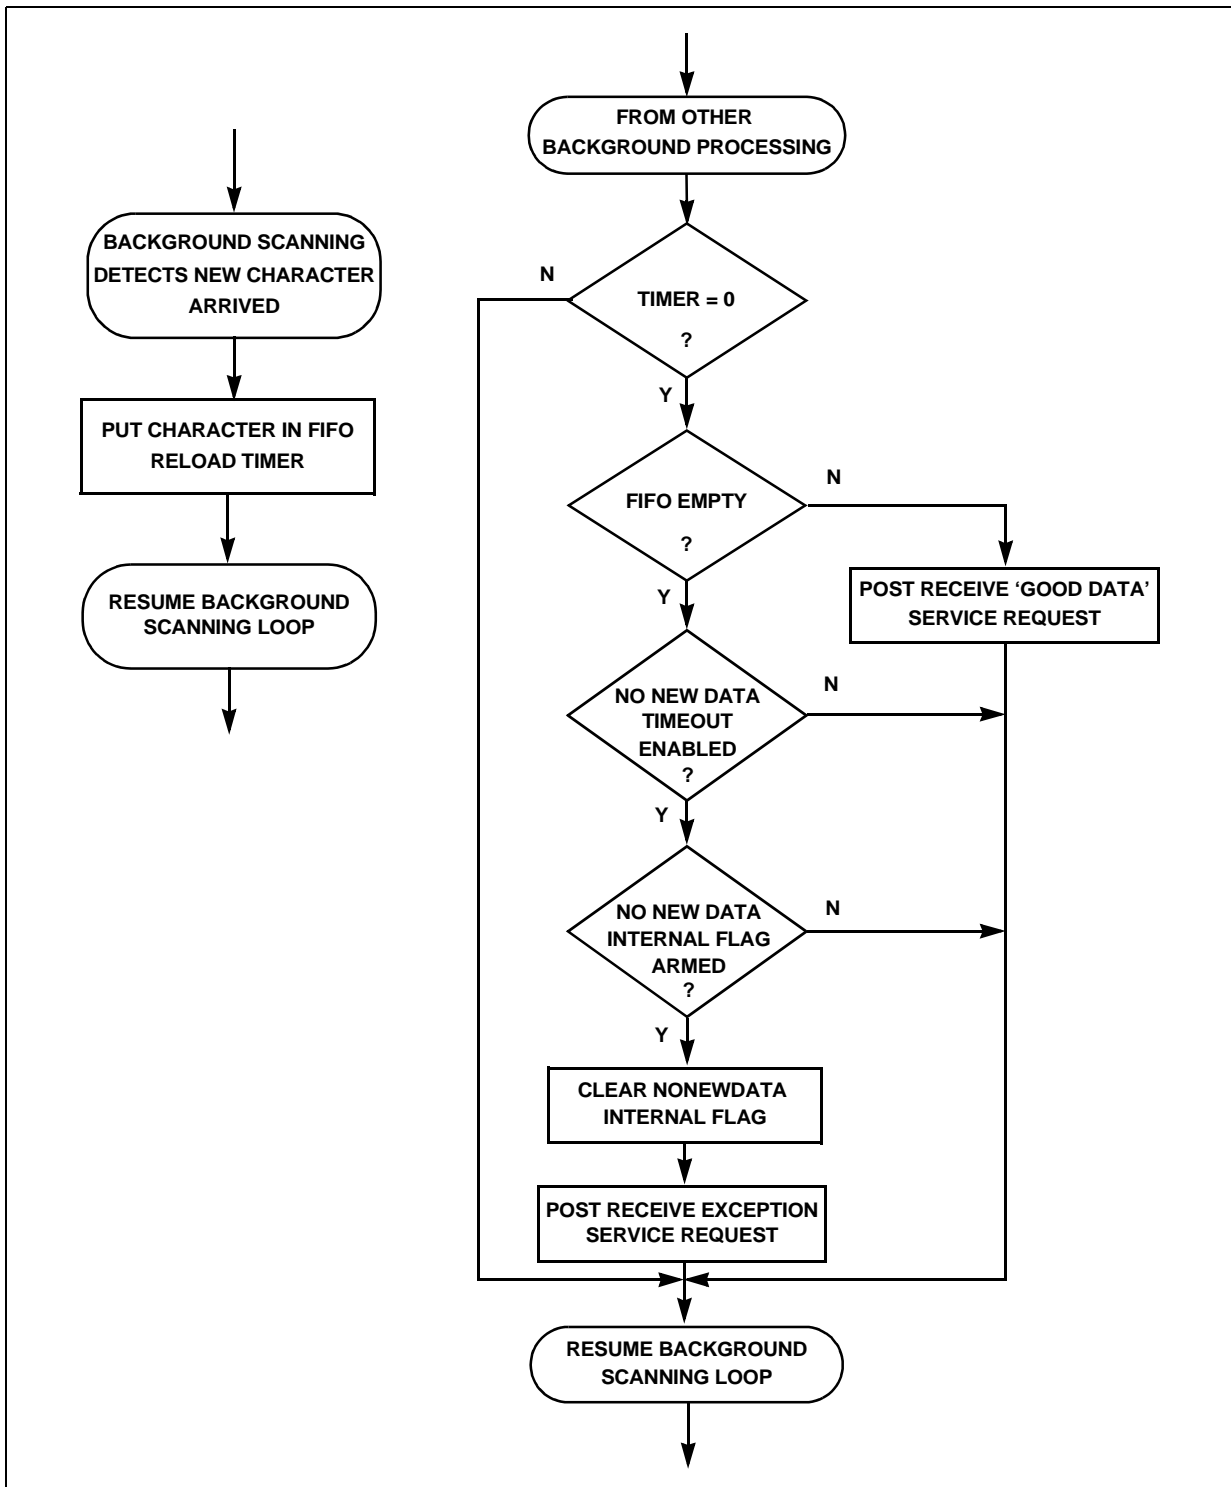 BACKGROUND SCANNING
DETECTS NEW CHARACTER
ARRIVED
PUT CHARACTER IN FIFO
RELOAD TIMER
RESUME BACKGROUND
SCANNING LOOP
FROM OTHER
BACKGROUND PROCESSING
N
TIMER = 0
?
Y
FIFO EMPTY
?
N
POST RECEIVE ‘GOOD DATA’
SERVICE REQUEST
Y
NO NEW DATA
TIMEOUT
ENABLED
?
N
Y
NO NEW DATA
INTERNAL FLAG
ARMED
?
N
Y
CLEAR NONEWDATA
INTERNAL FLAG
POST RECEIVE EXCEPTION
SERVICE REQUEST
RESUME BACKGROUND
SCANNING LOOP